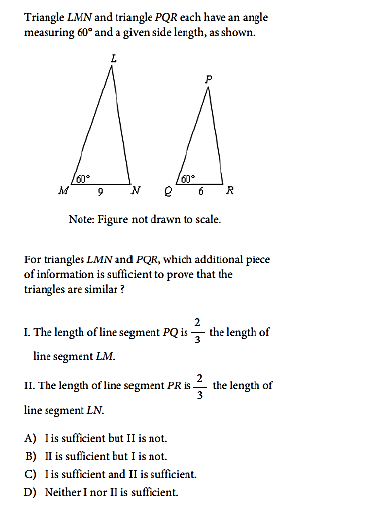 Triangle LMN and triangle PQR each have an angle
measuring 60° and a given side length, as shown.
L
P
60°
60°
M 9 N Q 6 R
Note: Figure not drawn to scale.
For triangles LMN and PQR, which additional piece
of information is sufficient to prove that the
triangles are similar ?
I. The length of line segment PQ is 2/3 the length of
line segment LM.
II. The length of line segment PR is 2/3 the length of
line segment LN.
A) I is sufficient but II is not.
B) II is sufficient but I is not.
C) I is sufficient and II is sufficient.
D) Neither I nor II is sufficient.